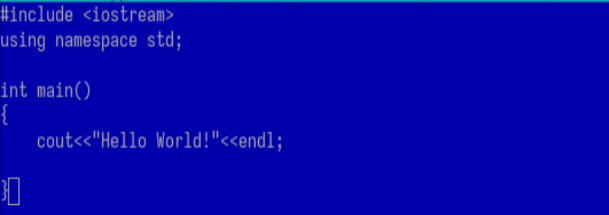 #include <iostream>
using namespace std;

int main()
{
    cout<<"Hello World!"<<endl;

}